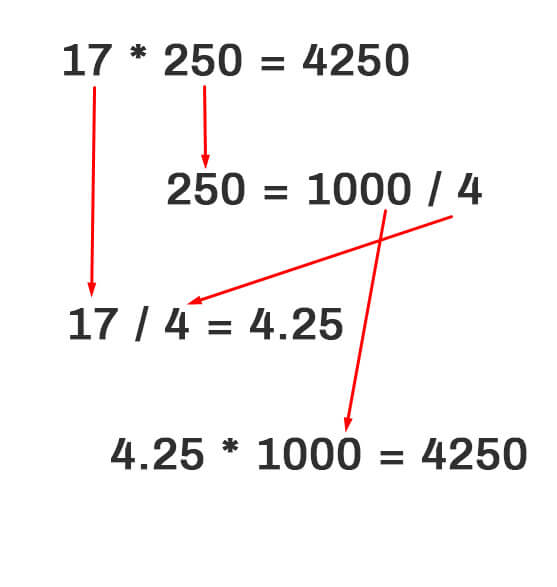 17 * 250 = 4250
250 = 1000 / 4
17 / 4 = 4.25
4.25 * 1000 = 4250